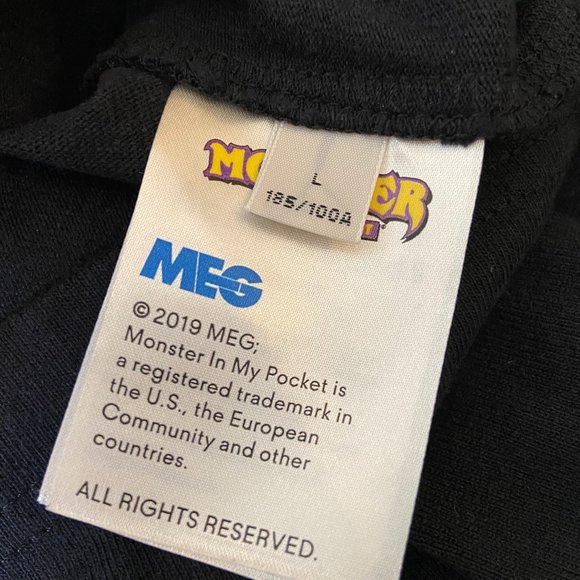 L
185/100A
MEG
© 2019 MEG;
Monster In My Pocket is
a registered trademark in
the U.S., the European
Community and other
countries.
ALL RIGHTS RESERVED.